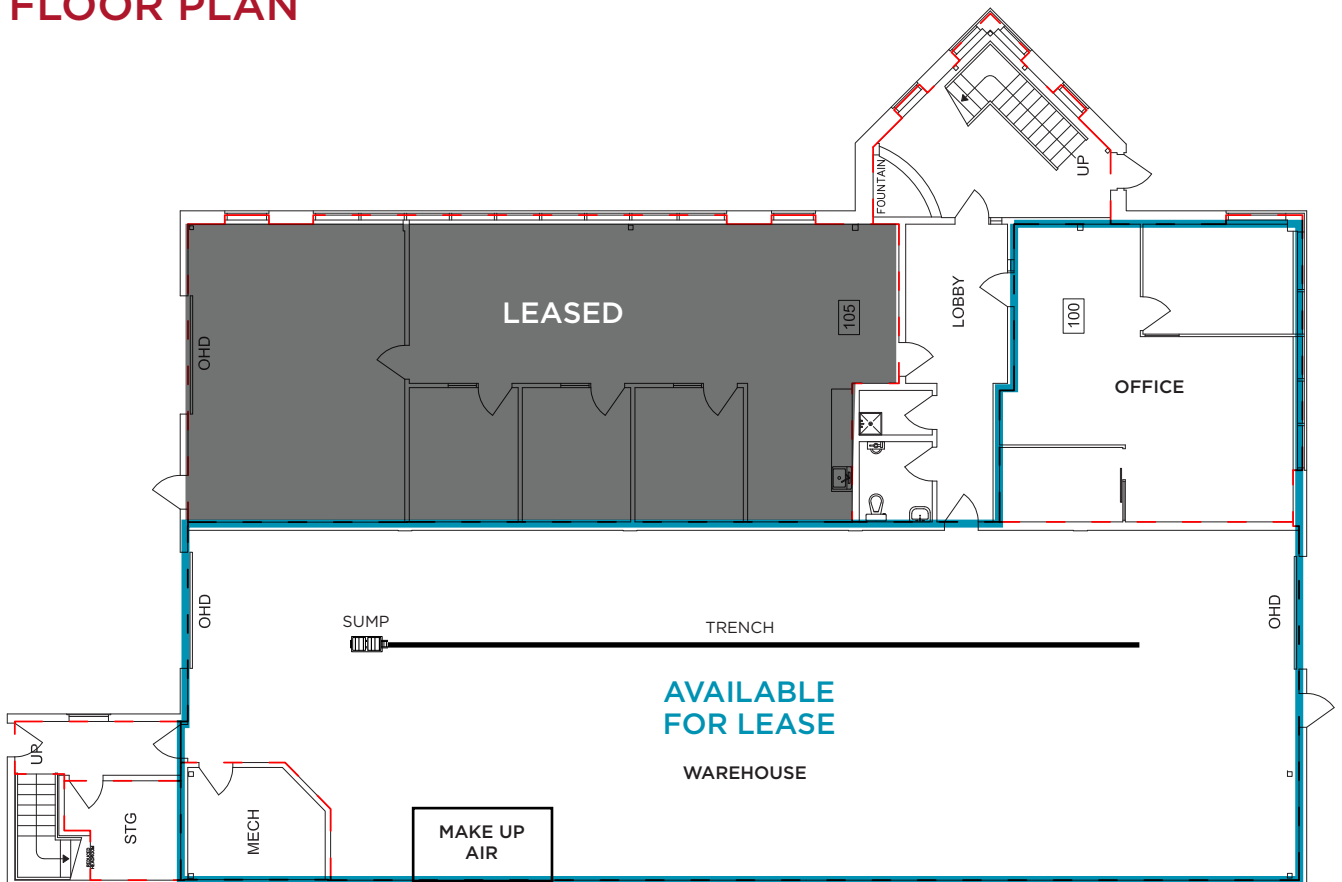 FLOOR PLAN
UP
FOUNTAIN
LEASED
105
LOBBY
100
OHD
OFFICE
OHD
SUMP
TRENCH
OHD
AVAILABLE
FOR LEASE
WAREHOUSE
UP
STG
MECH
MAKE UP
AIR